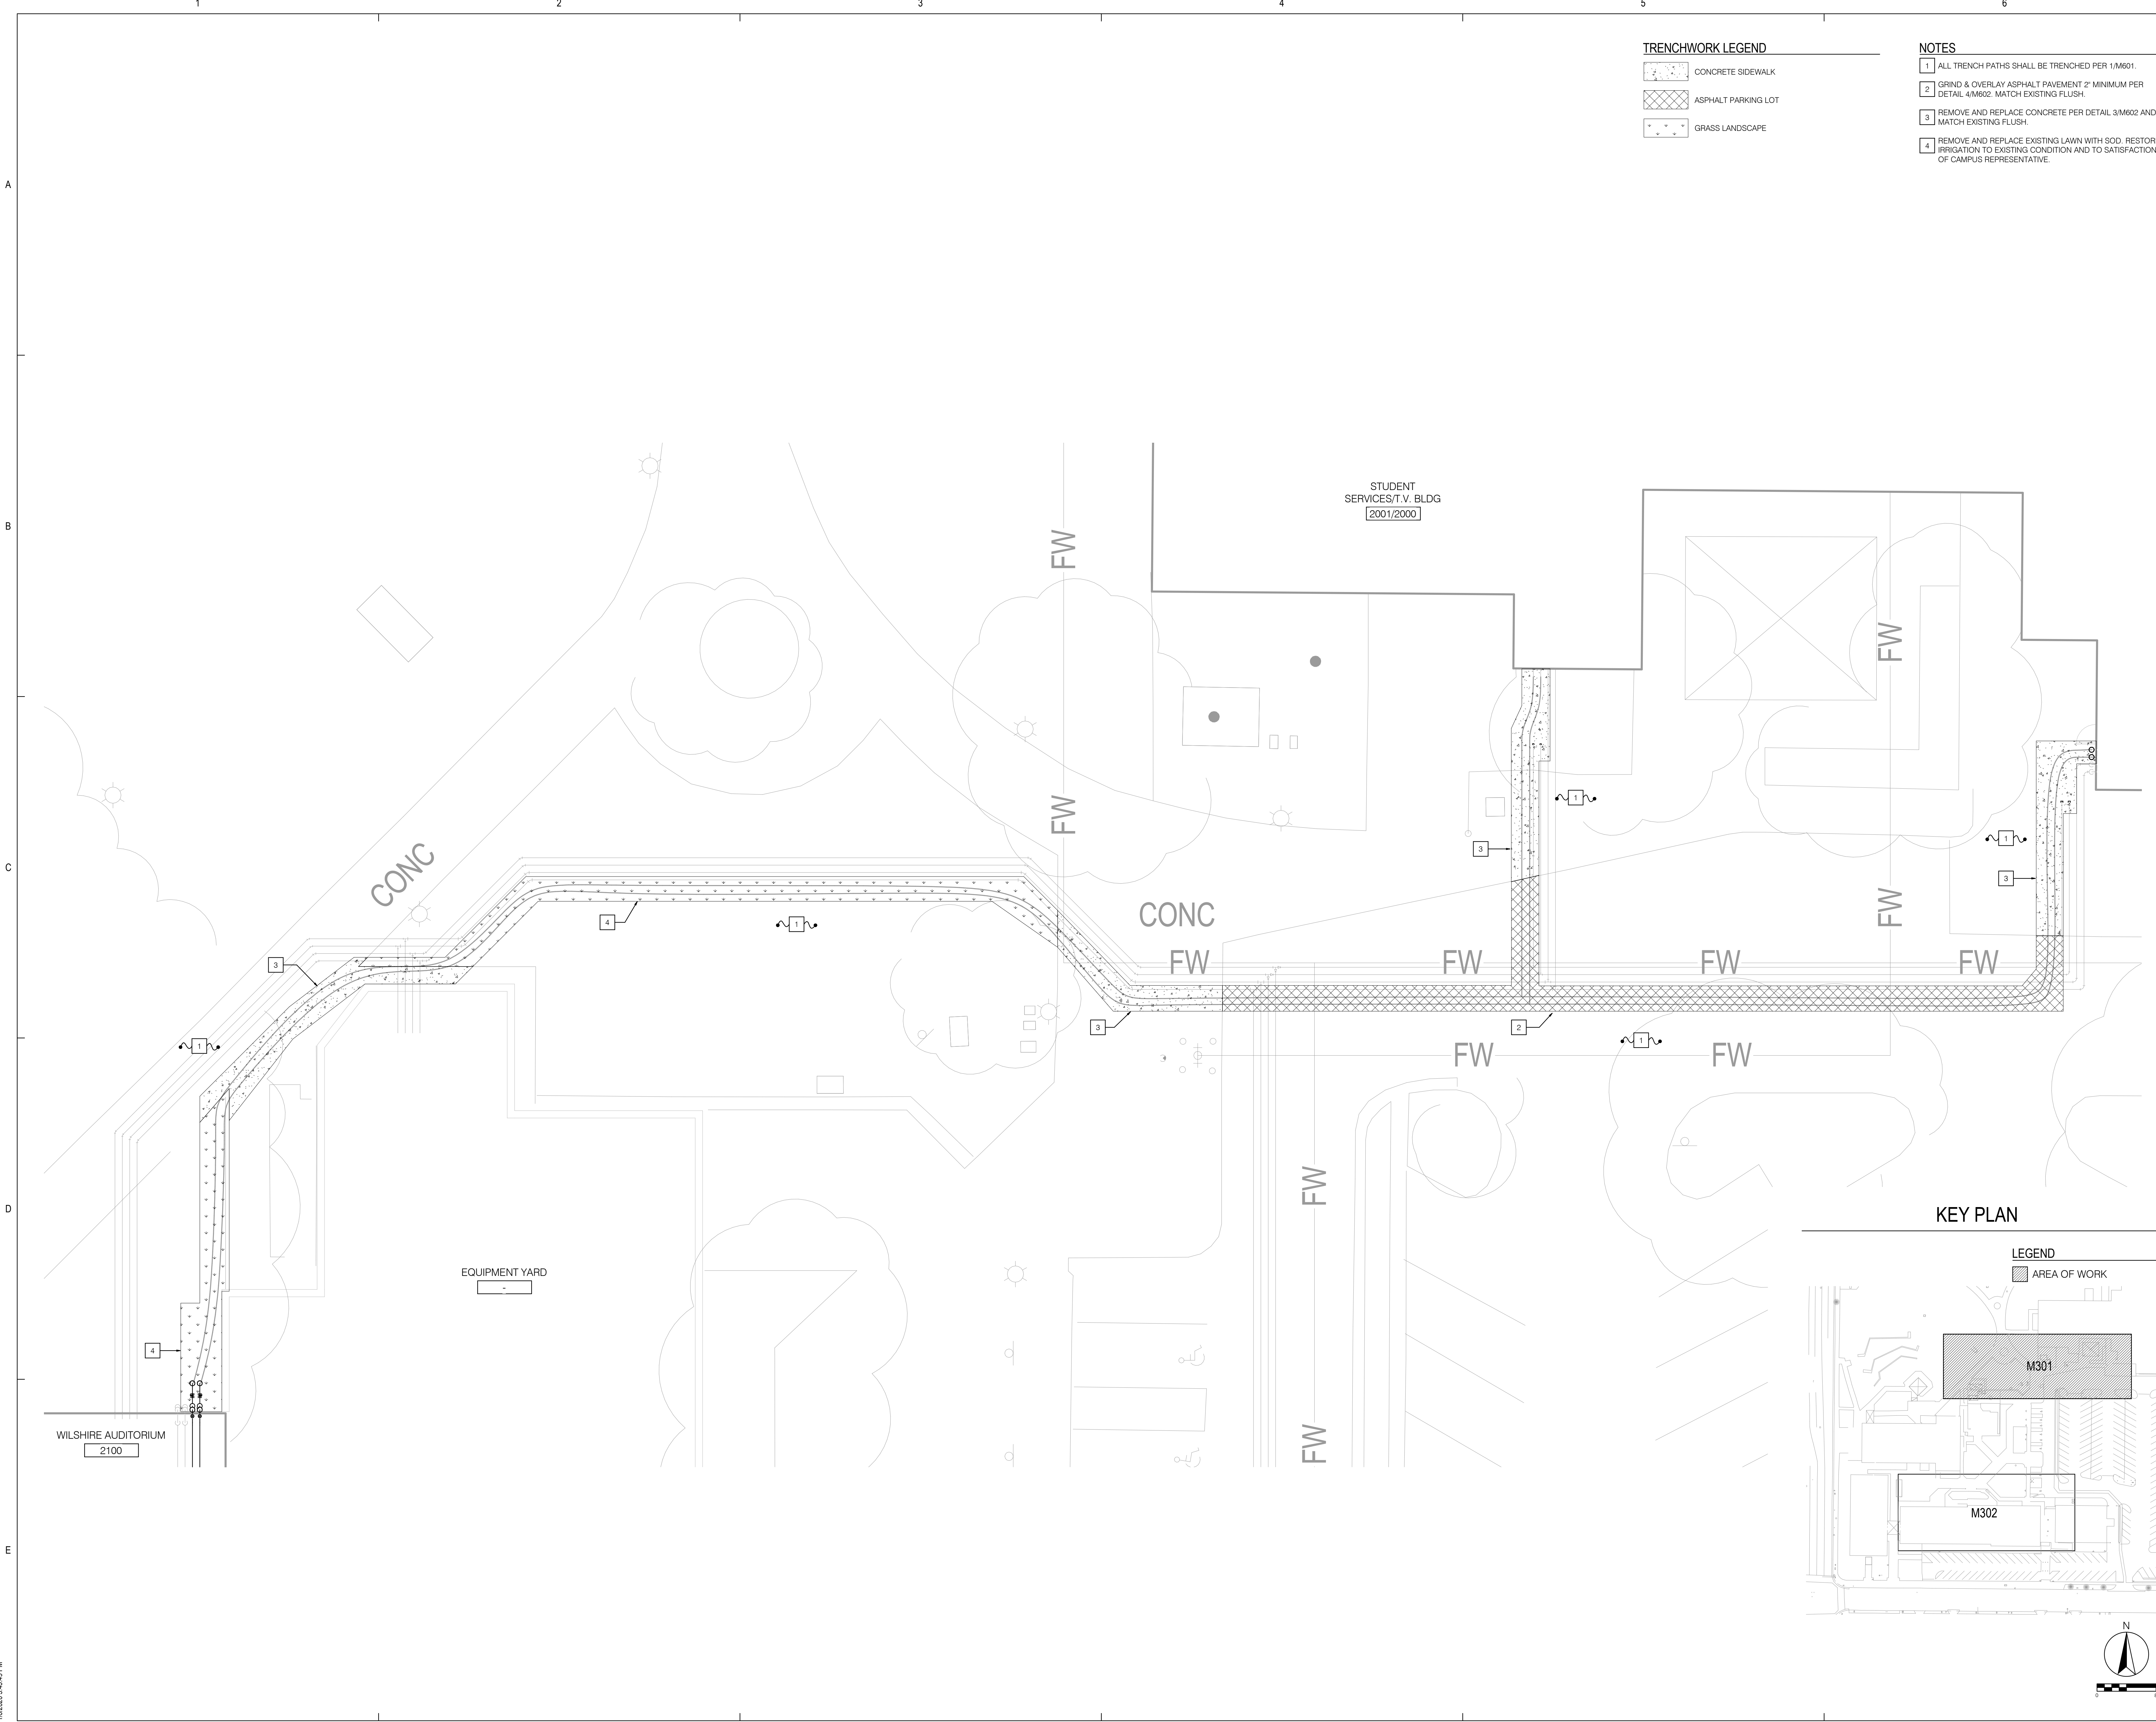 1 2 3 4 5 6
TRENCHWORK LEGEND
CONCRETE SIDEWALK
ASPHALT PARKING LOT
GRASS LANDSCAPE
NOTES
1 ALL TRENCH PATHS SHALL BE TRENCHED PER 1/M601.
2 GRIND & OVERLAY ASPHALT PAVEMENT 2" MINIMUM PER
DETAIL 4/M602. MATCH EXISTING FLUSH.
3 REMOVE AND REPLACE CONCRETE PER DETAIL 3/M602 AND
MATCH EXISTING FLUSH.
4 REMOVE AND REPLACE EXISTING LAWN WITH SOD. RESTOR
IRRIGATION TO EXISTING CONDITION AND TO SATISFACTION
OF CAMPUS REPRESENTATIVE.
A
STUDENT
SERVICES/T.V. BLDG
2001/2000
B
FW
FW
FW
1
1
3
3
C
CONC
CONC
4
1
FW
3
FW
FW
FW
FW
3
2
1
1
FW
FW
FW
D
KEY PLAN
LEGEND
AREA OF WORK
EQUIPMENT YARD
-
4
M301
WILSHIRE AUDITORIUM
2100
FW
M302
E
N
0